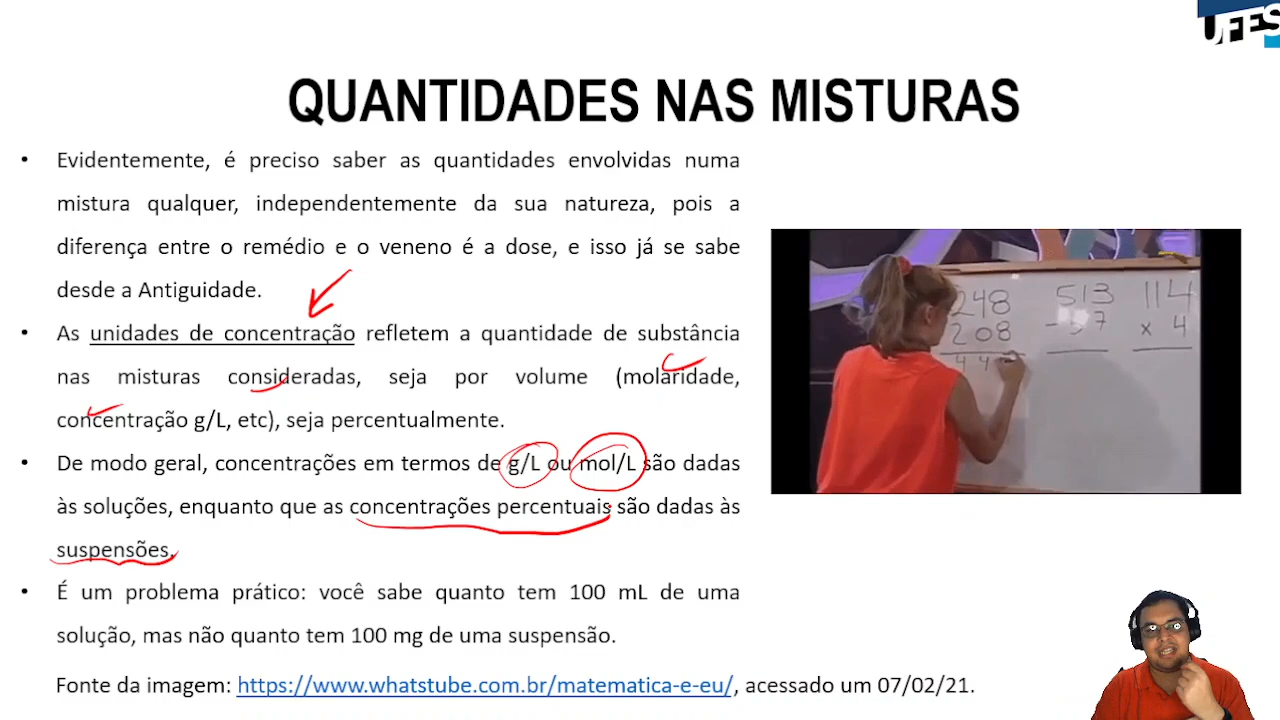 UFES
QUANTIDADES NAS MISTURAS
• Evidentemente, é preciso saber as quantidades envolvidas numa
mistura qualquer, independentemente da sua natureza, pois a
diferença entre o remédio e o veneno é a dose, e isso já se sabe
desde a Antiguidade.
• As unidades de concentração refletem a quantidade de substância
nas misturas consideradas, seja por volume (molaridade,
concentração g/L, etc), seja percentualmente.
• De modo geral, concentrações em termos de g/L ou mol/L são dadas
às soluções, enquanto que as concentrações percentuais são dadas às
suspensões.
• É um problema prático: você sabe quanto tem 100 mL de uma
solução, mas não quanto tem 100 mg de uma suspensão.
Fonte da imagem: https://www.whatstube.com.br/matematica-e-eu/, acessado um 07/02/21.
248 513 114
208 x 4